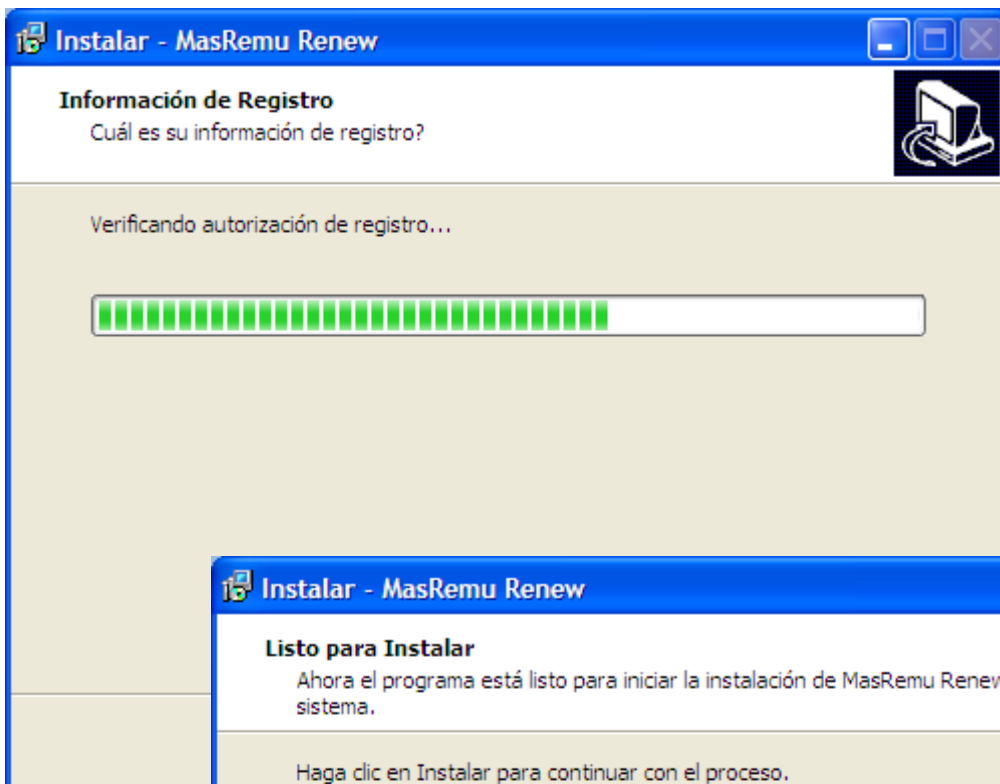 Instalar - MasRemu Renew
Información de Registro
Cuál es su información de registro?
Verificando autorización de registro...
Instalar - MasRemu Renew
Listo para Instalar
Ahora el programa está listo para iniciar la instalación de MasRemu Renew
sistema.
Haga clic en Instalar para continuar con el proceso.